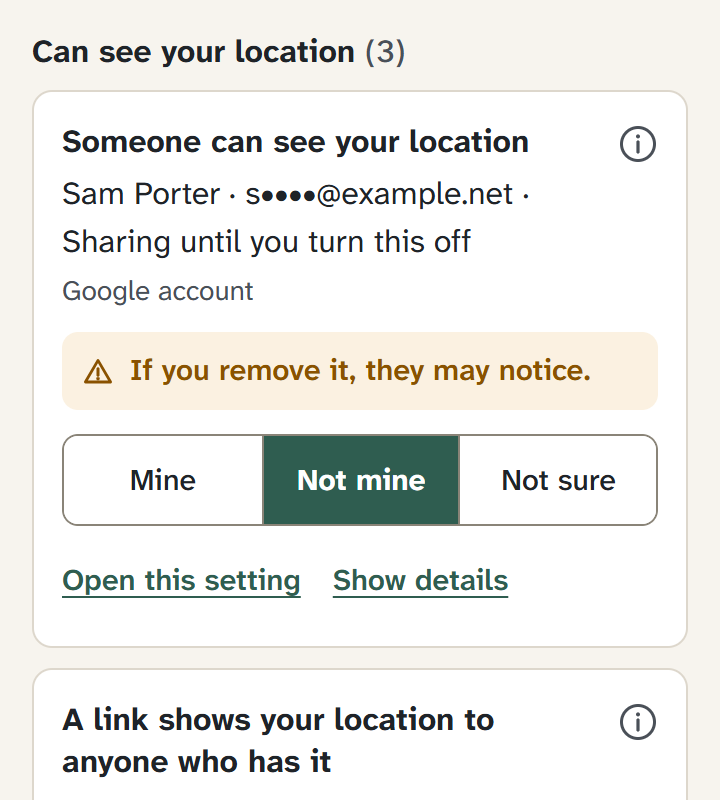 Can see your location (3)
Someone can see your location
Sam Porter · s●●●●@example.net ·
Sharing until you turn this off
Google account
If you remove it, they may notice.
Mine
Not mine
Not sure
Open this setting
Show details
A link shows your location to
anyone who has it